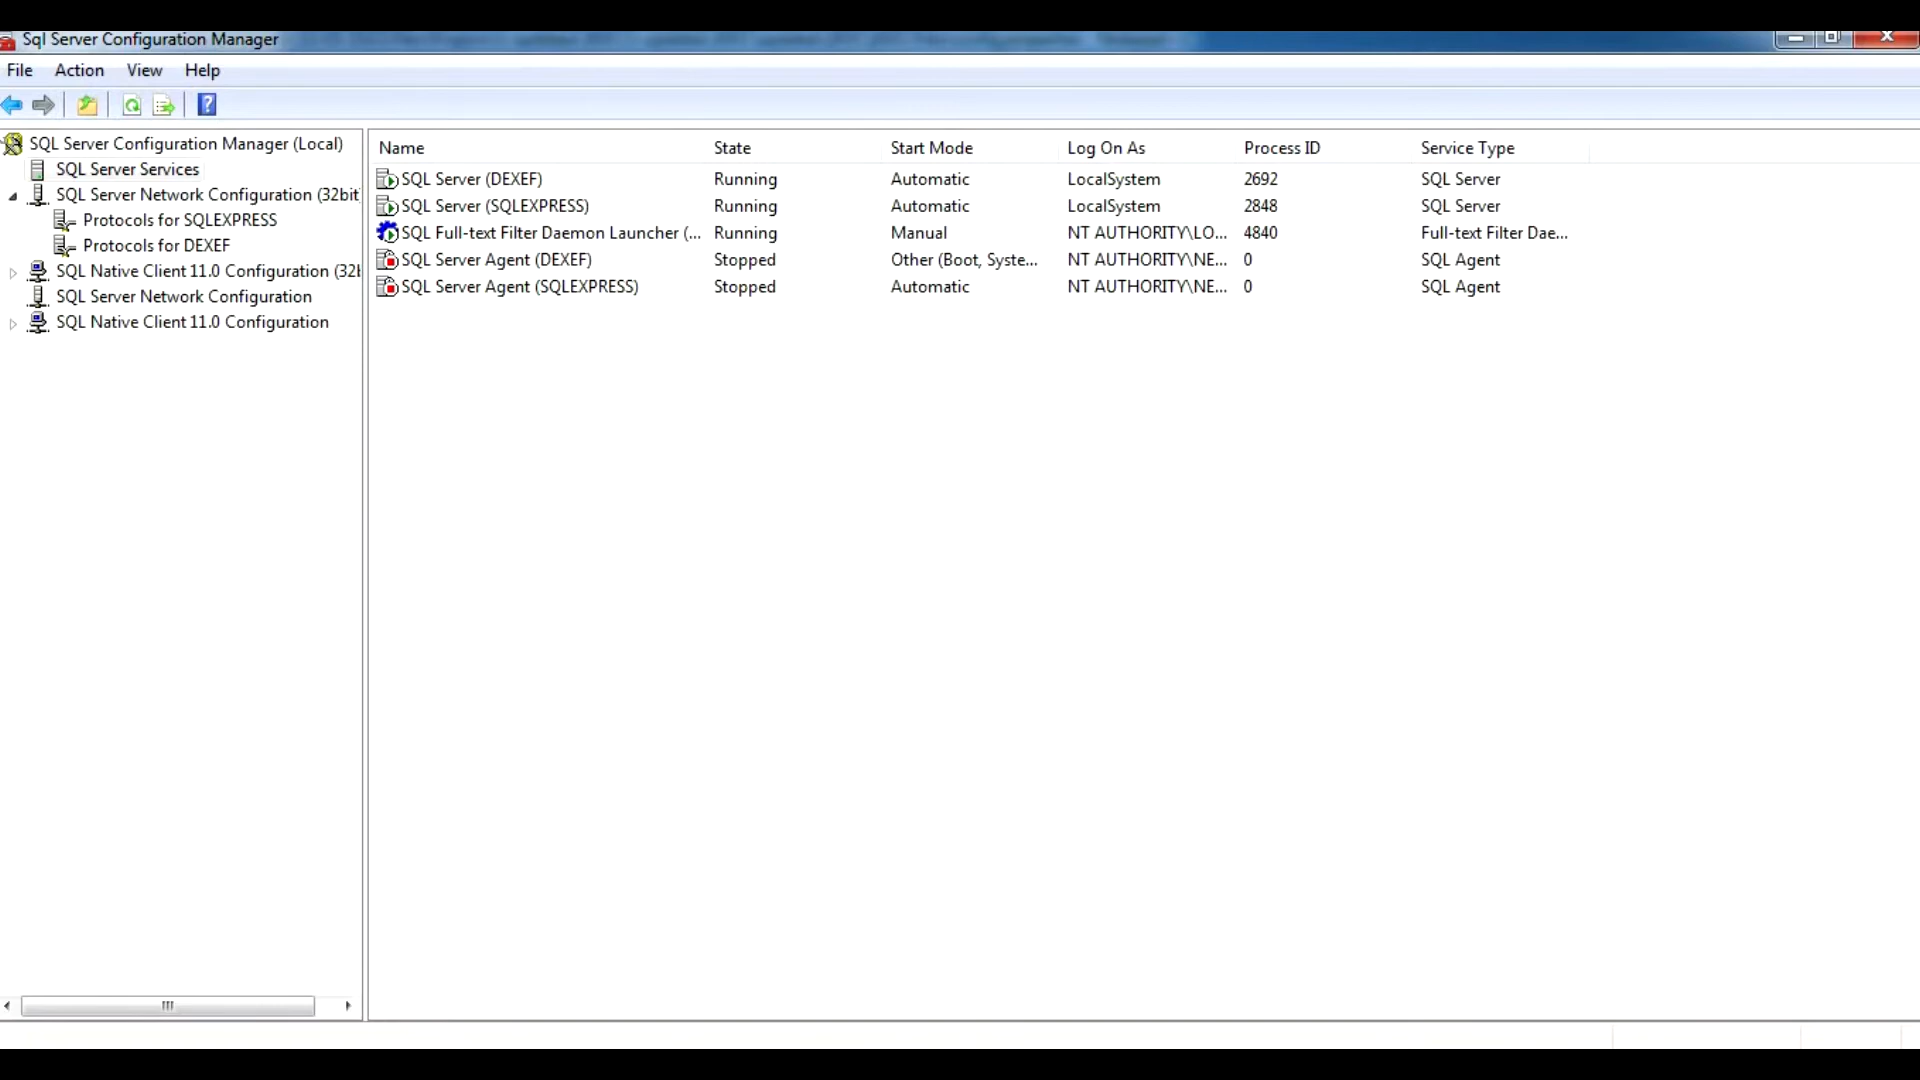 Sql Server Configuration Manager
File Action View Help
SQL Server Configuration Manager (Local)
SQL Server Services
SQL Server Network Configuration (32bit
Protocols for SQLEXPRESS
Protocols for DEXEF
SQL Native Client 11.0 Configuration (32b
SQL Server Network Configuration
SQL Native Client 11.0 Configuration
Name State Start Mode Log On As Process ID Service Type
SQL Server (DEXEF) Running Automatic LocalSystem 2692 SQL Server
SQL Server (SQLEXPRESS) Running Automatic LocalSystem 2848 SQL Server
SQL Full-text Filter Daemon Launcher (... Running Manual NT AUTHORITY\LO... 4840 Full-text Filter Dae...
SQL Server Agent (DEXEF) Stopped Other (Boot, Syste... NT AUTHORITY\NE... 0 SQL Agent
SQL Server Agent (SQLEXPRESS) Stopped Automatic NT AUTHORITY\NE... 0 SQL Agent